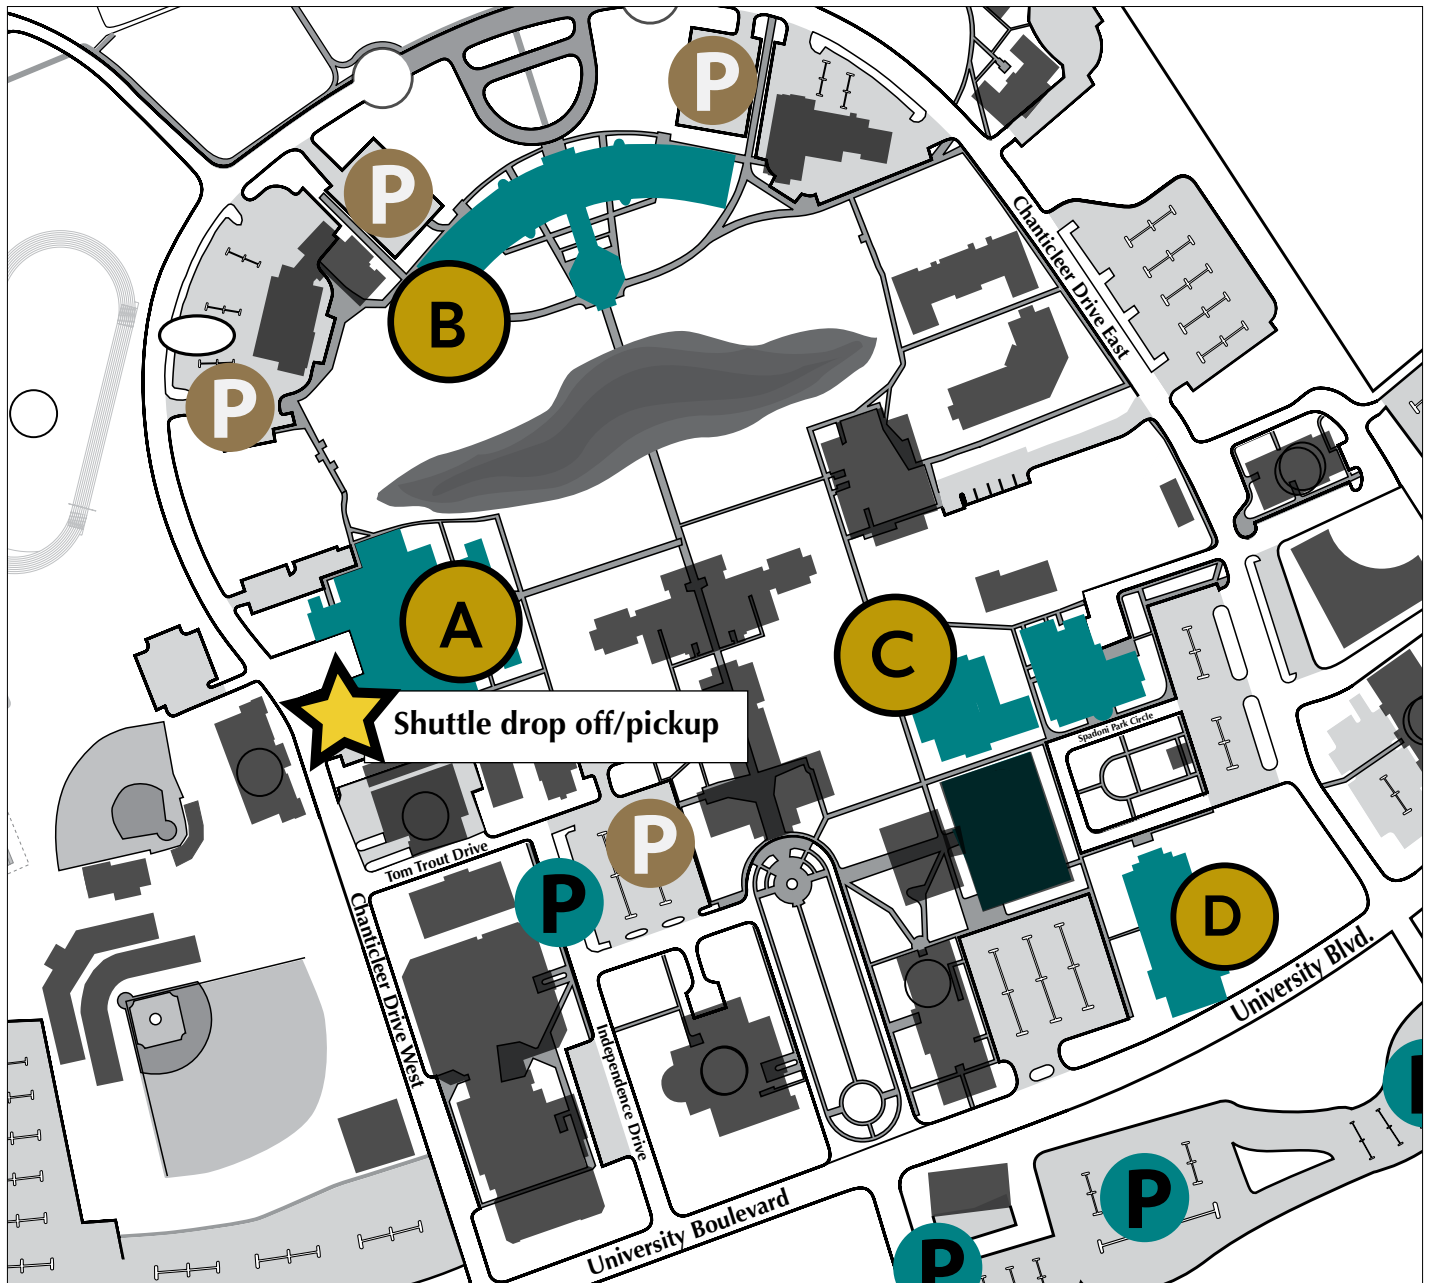 P
P
Chanticleer Drive East
B
P
A
C
Shuttle drop off/pickup
Spadoni Park Circle
P
Tom Trout Drive
P
D
Chanticleer Drive West
University Blvd.
Independence Drive
P
University Boulevard
P